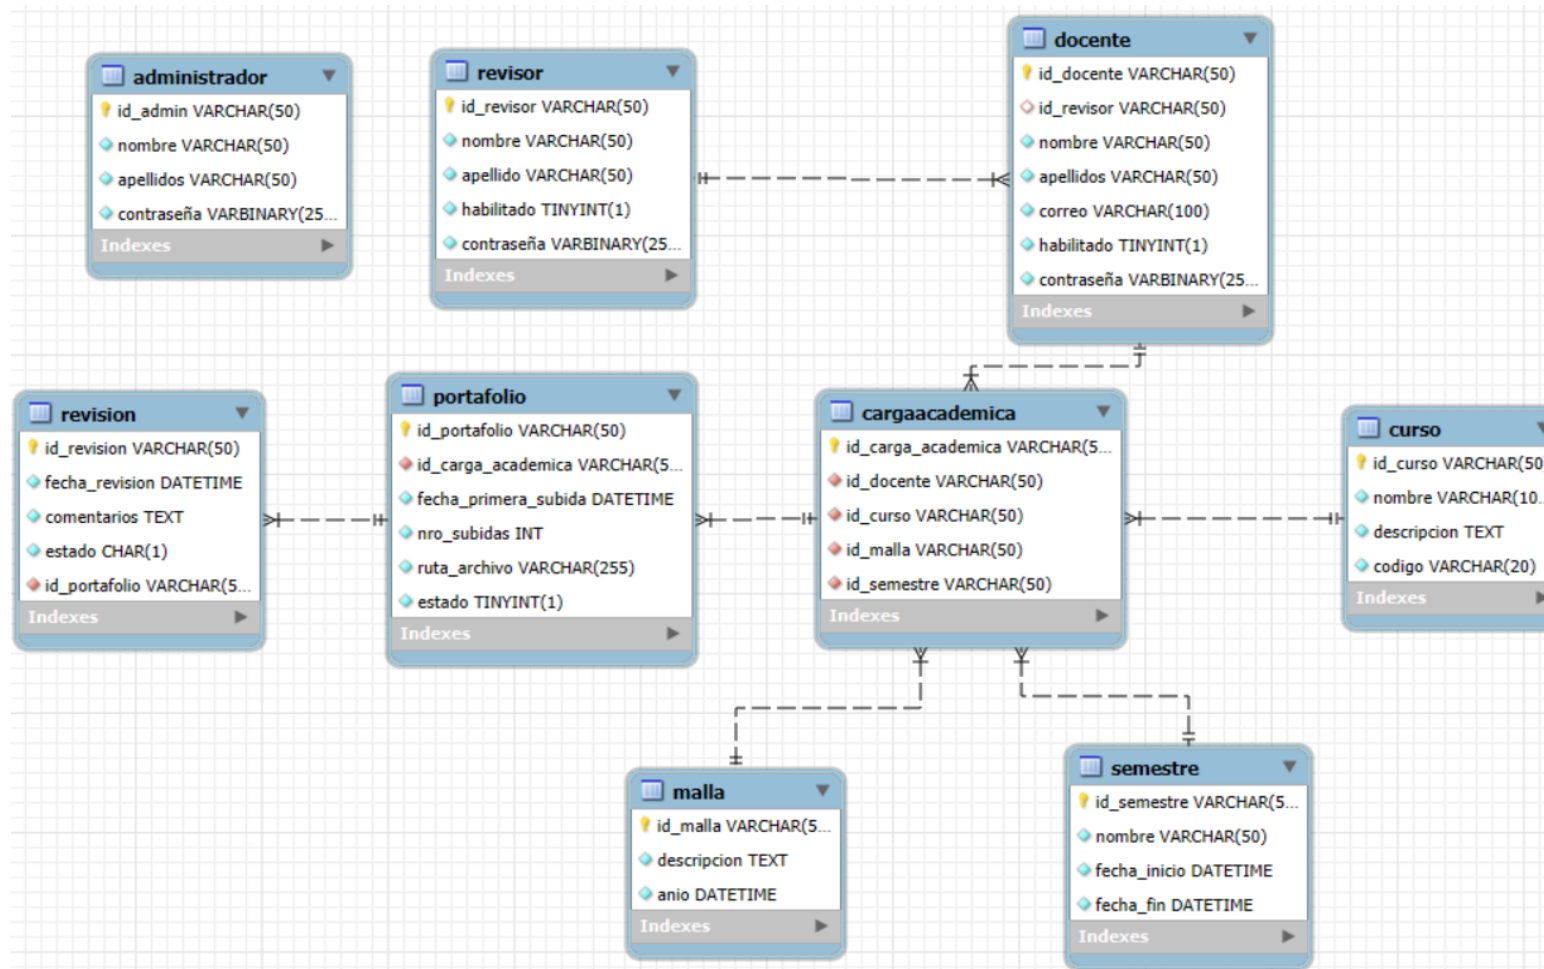 administrador
id_admin VARCHAR(50)
nombre VARCHAR(50)
apellidos VARCHAR(50)
contraseña VARBINARY(25...
Indexes
revisor
id_revisor VARCHAR(50)
nombre VARCHAR(50)
apellido VARCHAR(50)
habilitado TINYINT(1)
contraseña VARBINARY(25...
Indexes
docente
id_docente VARCHAR(50)
id_revisor VARCHAR(50)
nombre VARCHAR(50)
apellidos VARCHAR(50)
correo VARCHAR(100)
habilitado TINYINT(1)
contraseña VARBINARY(25...
Indexes
revision
id_revision VARCHAR(50)
fecha_revision DATETIME
comentarios TEXT
estado CHAR(1)
id_portafolio VARCHAR(5...
Indexes
portafolio
id_portafolio VARCHAR(50)
id_carga_academica VARCHAR(5...
fecha_primera_subida DATETIME
nro_subidas INT
ruta_archivo VARCHAR(255)
estado TINYINT(1)
Indexes
cargaacademica
id_carga_academica VARCHAR(5...
id_docente VARCHAR(50)
id_curso VARCHAR(50)
id_malla VARCHAR(50)
id_semestre VARCHAR(50)
Indexes
curso
id_curso VARCHAR(50)
nombre VARCHAR(10...
descripcion TEXT
codigo VARCHAR(20)
Indexes
malla
id_malla VARCHAR(5...
descripcion TEXT
anio DATETIME
Indexes
semestre
id_semestre VARCHAR(5...
nombre VARCHAR(50)
fecha_inicio DATETIME
fecha_fin DATETIME
Indexes